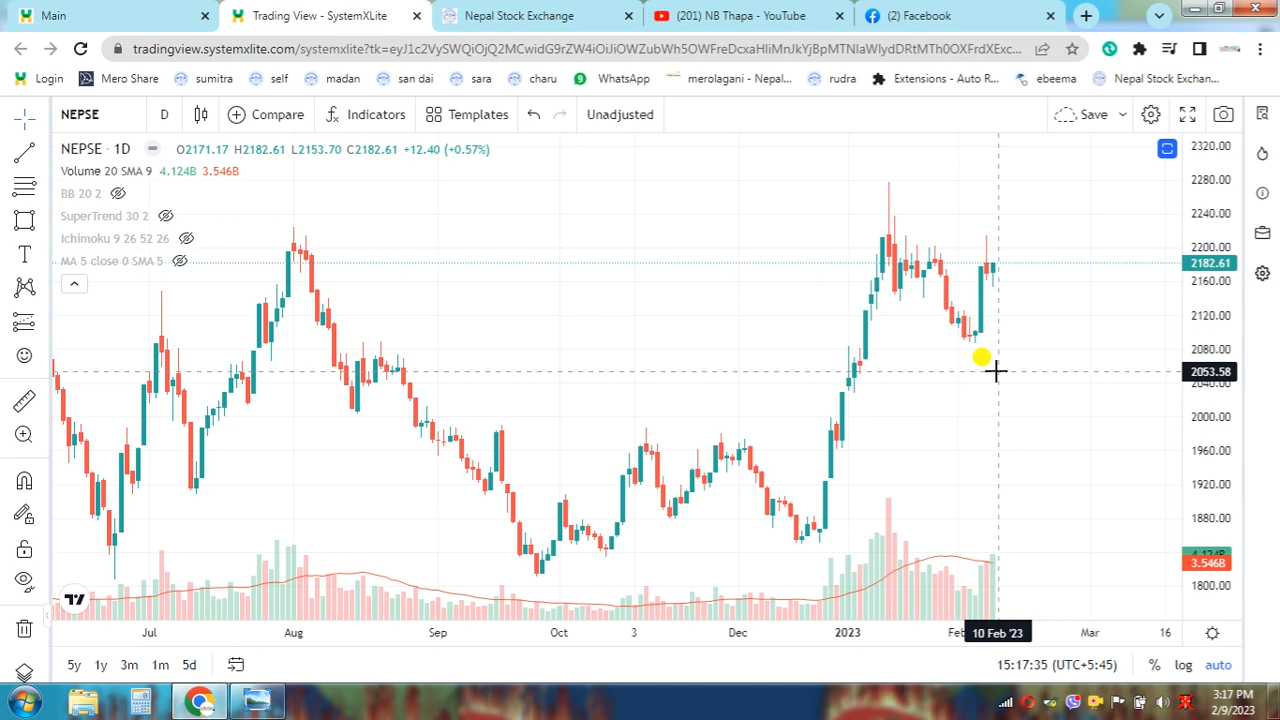 Main
Trading View - SystemXLite
Nepal Stock Exchange
(201) NB Thapa - YouTube
(2) Facebook
tradingview.systemxlite.com
Login
Mero Share
sumitra
self
madan
san dai
sara
charu
9
WhatsApp
merolagani - Nepal...
rudra
Extensions - Auto R...
ebeema
Nepal Stock Exchan...
NEPSE
D
Compare
Indicators
Templates
Unadjusted
Save
NEPSE · 1D
O2171.17 H2182.61 L2153.70 C2182.61 +12.40 (+0.57%)
Volume 20 SMA 9 4.124B 3.546B
BB 20 2
SuperTrend 30 2
Ichimoku 9 26 52 26
MA 5 close 0 SMA 5
2320.00
2280.00
2240.00
2200.00
2182.61
2160.00
2120.00
2080.00
2053.58
2040.00
2000.00
1960.00
1920.00
1880.00
4.124B
3.546B
1800.00
Jul
Aug
Sep
Oct
3
Dec
2023
Feb
10 Feb '23
Mar
16
5y
1y
3m
1m
5d
15:17:35 (UTC+5:45)
%
log
auto
3:17 PM
2/9/2023